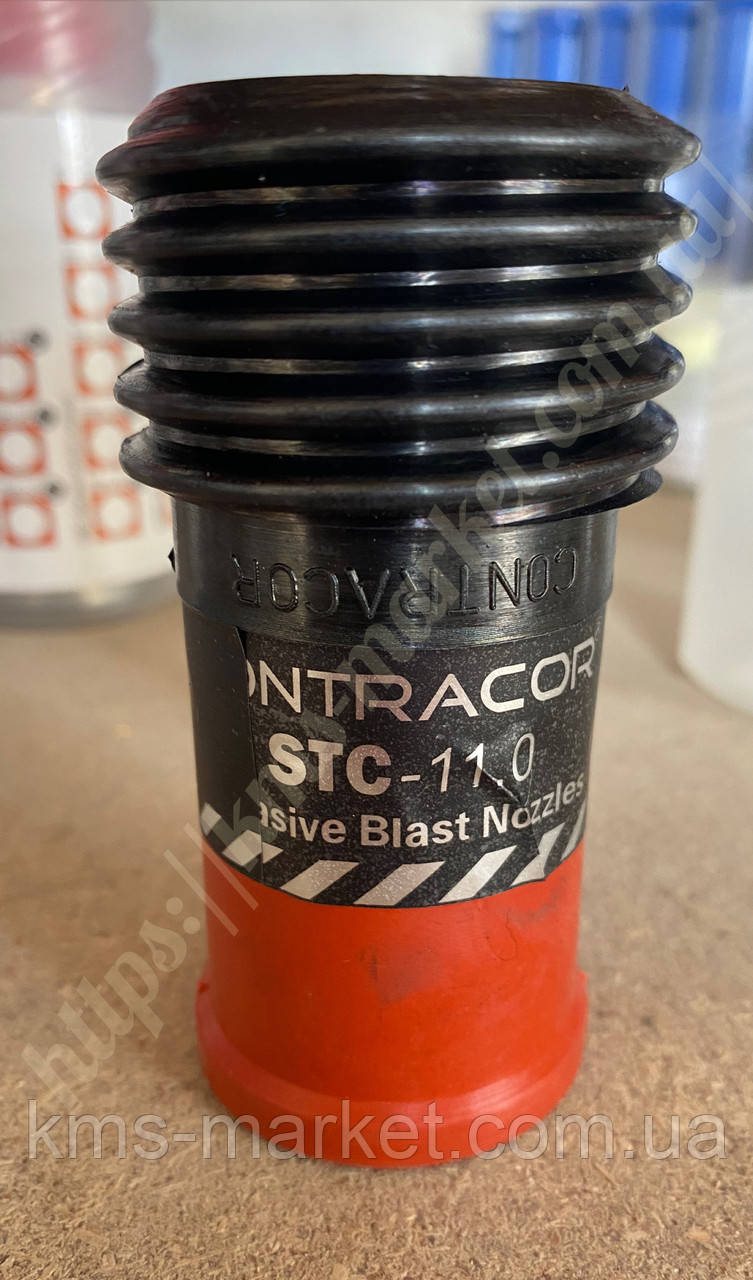 CONTRACOR
ONTRACOR
STC-11.0
asive Blast Nozzles
https://kms-market.com.ua/
kms-market.com.ua